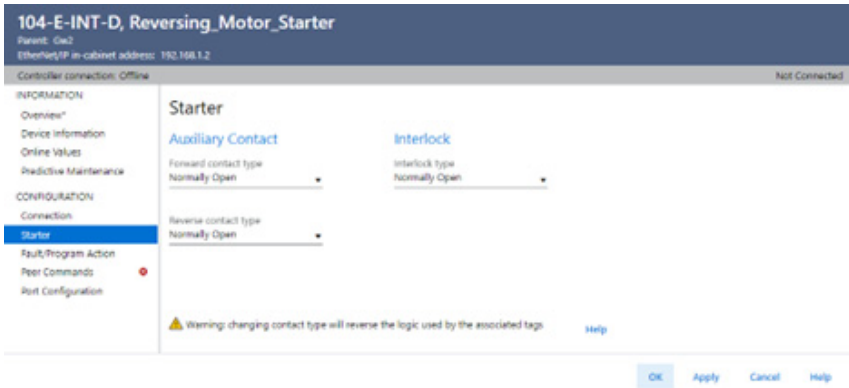 104-E-INT-D, Reversing_Motor_Starter
Parent: Gw2
EtherNet/IP in-cabinet address: 192.168.1.2
Controller connection: Offline
Not Connected
INFORMATION
Overview*
Device Information
Online Values
Predictive Maintenance
CONFIGURATION
Connection
Starter
Fault/Program Action
Peer Commands
Port Configuration
Starter
Auxiliary Contact
Forward contact type
Normally Open
Reverse contact type
Normally Open
Interlock
Interlock type
Normally Open
Warning: changing contact type will reverse the logic used by the associated tags
Help
OK
Apply
Cancel
Help